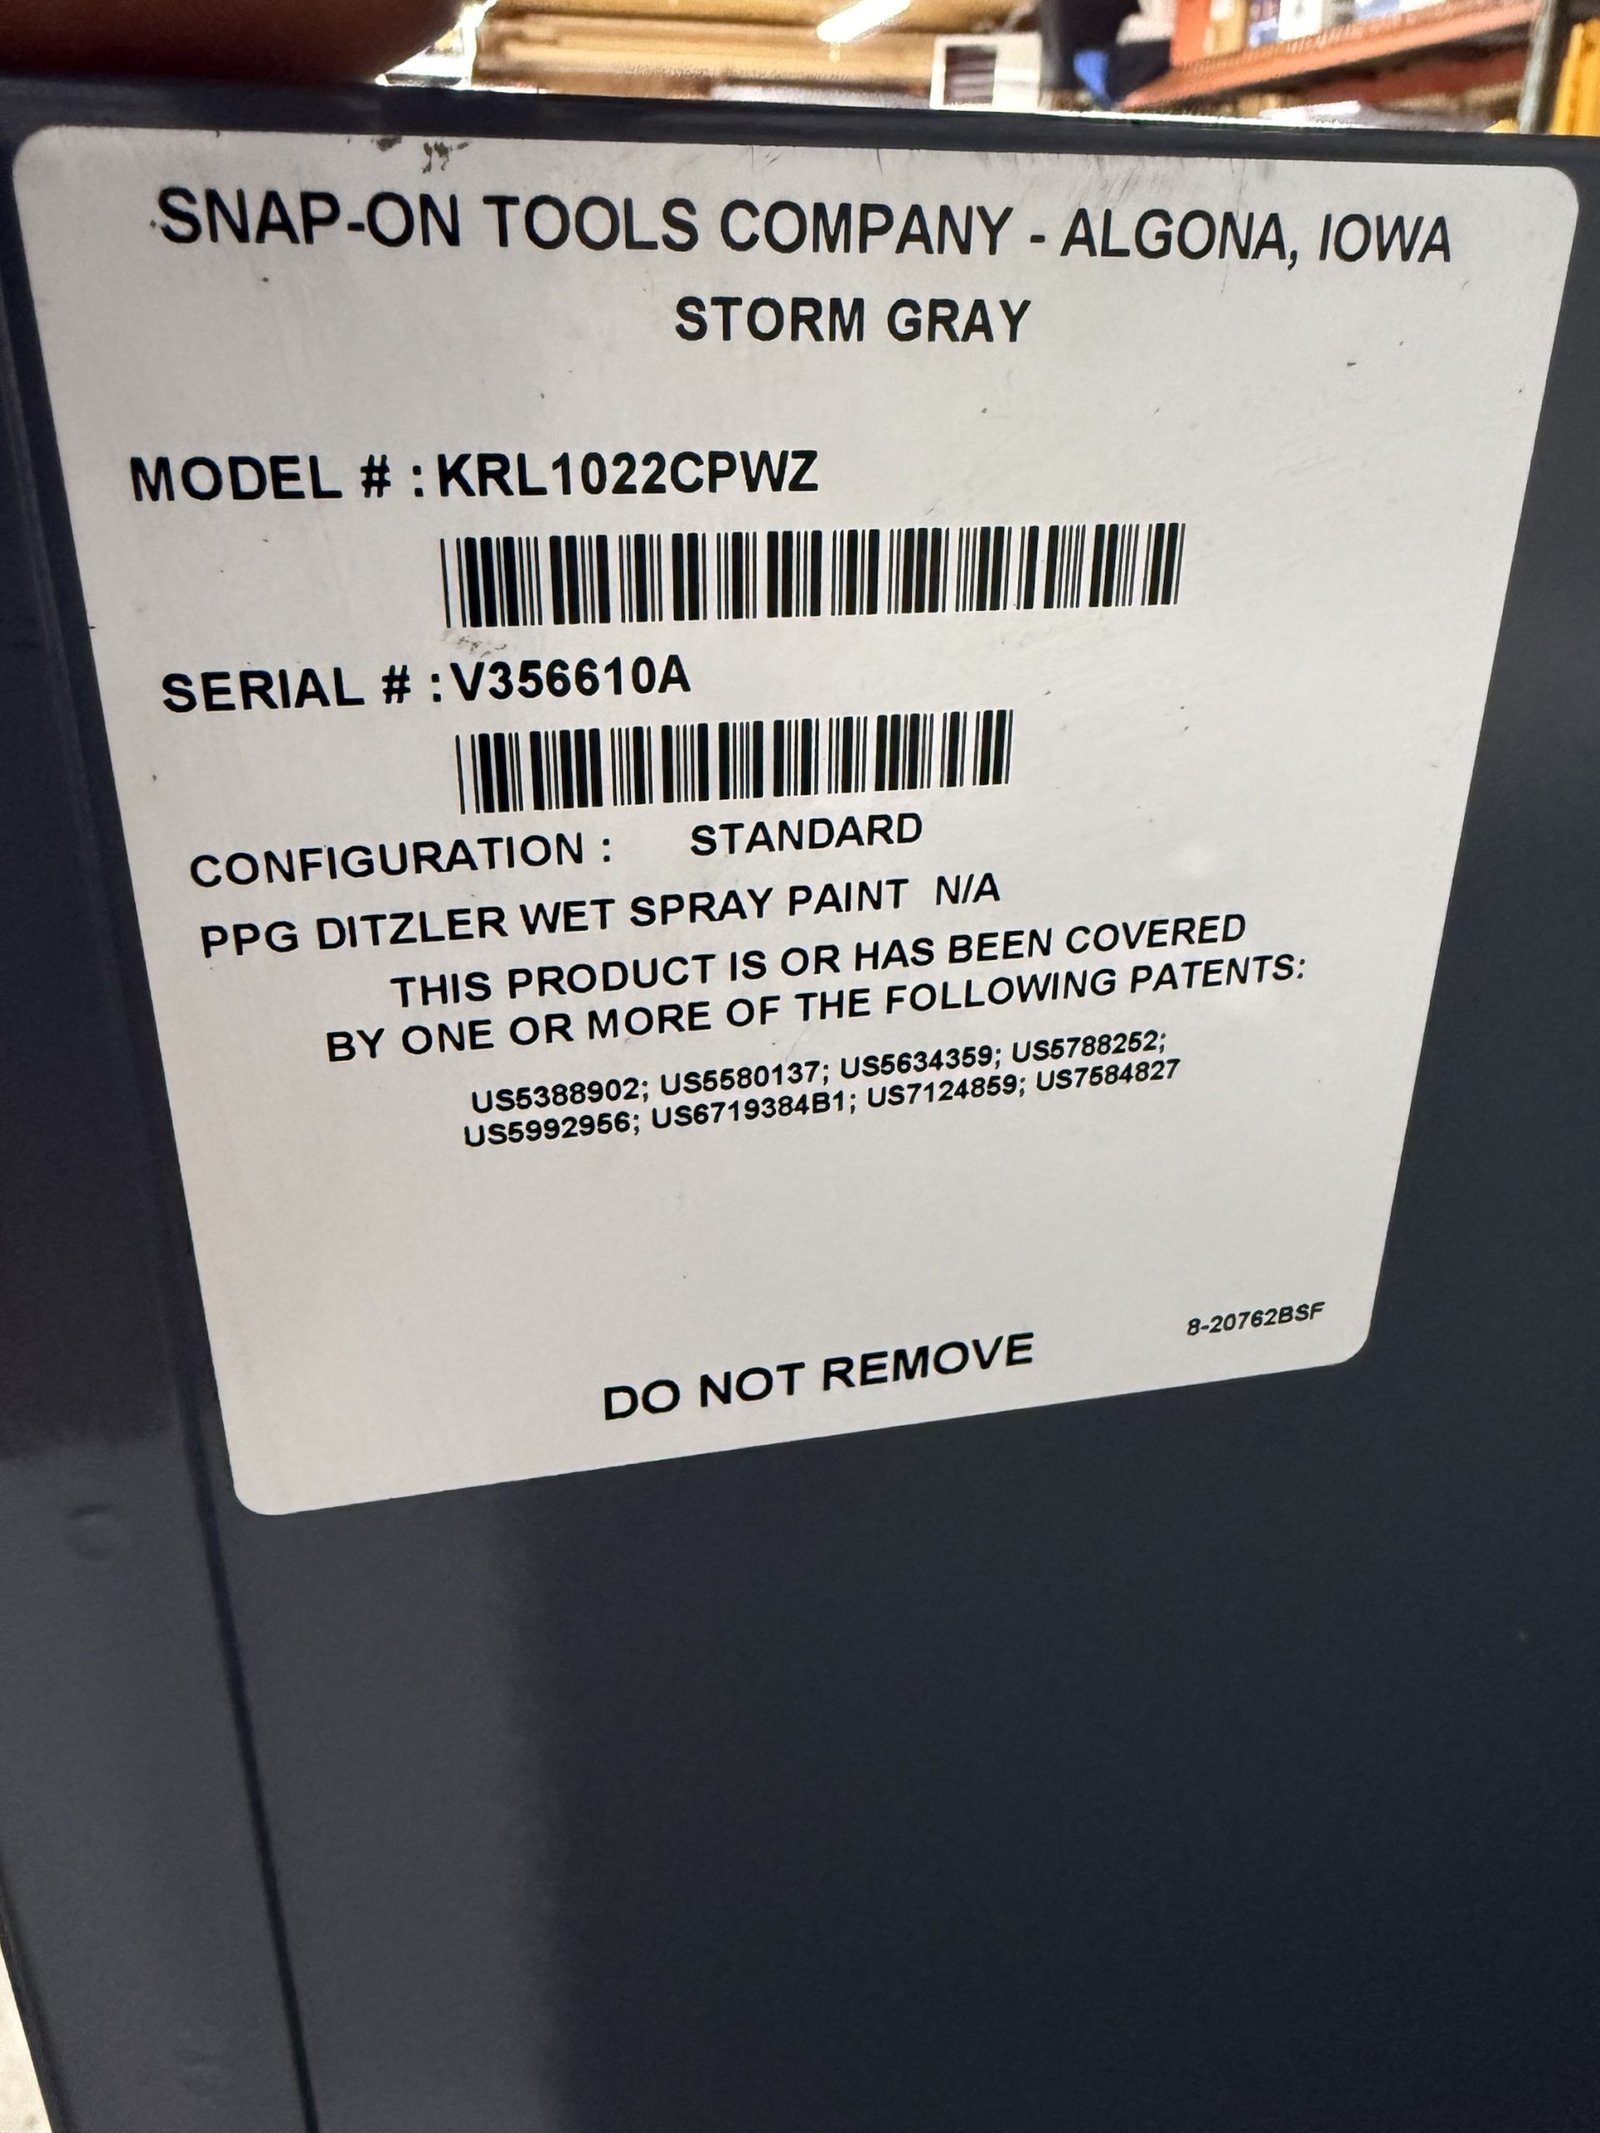 SNAP-ON TOOLS COMPANY - ALGONA, IOWA
STORM GRAY
MODEL # : KRL1022CPWZ
SERIAL # : V356610A
CONFIGURATION : STANDARD
PPG DITZLER WET SPRAY PAINT N/A
THIS PRODUCT IS OR HAS BEEN COVERED
BY ONE OR MORE OF THE FOLLOWING PATENTS:
US5388902; US5580137; US5634359; US5788252;
US5992956; US6719384B1; US7124859; US7584827
8-20762BSF
DO NOT REMOVE